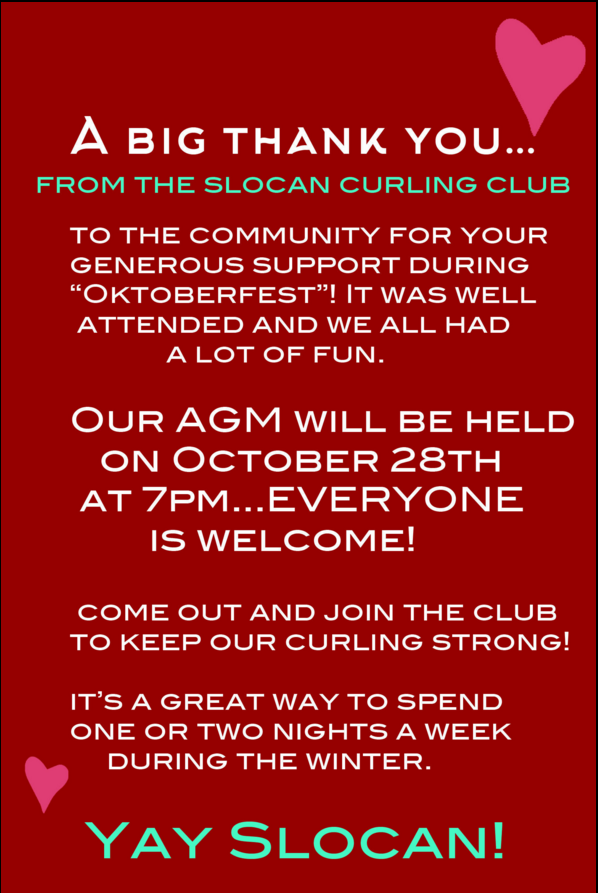 A BIG THANK YOU...
FROM THE SLOCAN CURLING CLUB
TO THE COMMUNITY FOR YOUR
GENEROUS SUPPORT DURING
“OKTOBERFEST”! IT WAS WELL
ATTENDED AND WE ALL HAD
A LOT OF FUN.
OUR AGM WILL BE HELD
ON OCTOBER 28TH
AT 7PM...EVERYONE
IS WELCOME!
COME OUT AND JOIN THE CLUB
TO KEEP OUR CURLING STRONG!
IT’S A GREAT WAY TO SPEND
ONE OR TWO NIGHTS A WEEK
DURING THE WINTER.
YAY SLOCAN!